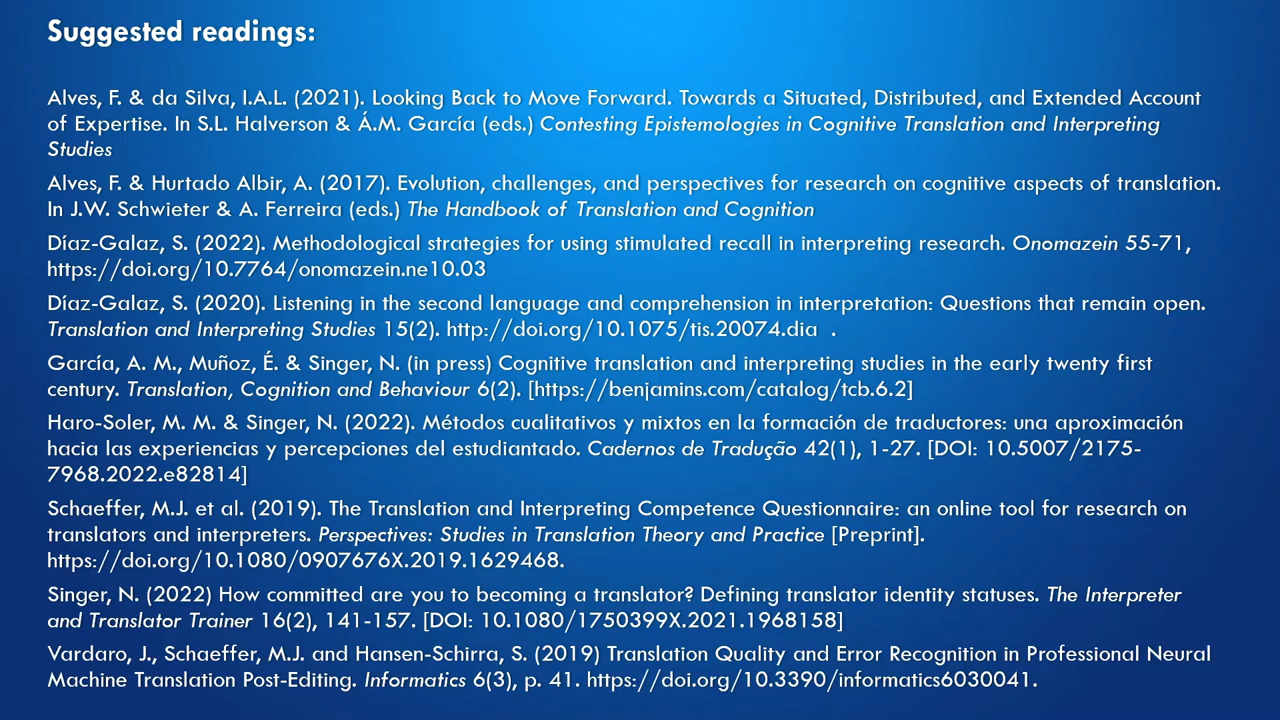 Suggested readings:
Alves, F. & da Silva, I.A.L. (2021). Looking Back to Move Forward. Towards a Situated, Distributed, and Extended Account
of Expertise. In S.L. Halverson & Á.M. García (eds.) Contesting Epistemologies in Cognitive Translation and Interpreting
Studies
Alves, F. & Hurtado Albir, A. (2017). Evolution, challenges, and perspectives for research on cognitive aspects of translation.
In J.W. Schwieter & A. Ferreira (eds.) The Handbook of Translation and Cognition
Díaz-Galaz, S. (2022). Methodological strategies for using stimulated recall in interpreting research. Onomazein 55-71,
https://doi.org/10.7764/onomazein.ne10.03
Díaz-Galaz, S. (2020). Listening in the second language and comprehension in interpretation: Questions that remain open.
Translation and Interpreting Studies 15(2). http://doi.org/10.1075/tis.20074.dia .
García, A. M., Muñoz, É. & Singer, N. (in press) Cognitive translation and interpreting studies in the early twenty first
century. Translation, Cognition and Behaviour 6(2). [https://benjamins.com/catalog/tcb.6.2]
Haro-Soler, M. M. & Singer, N. (2022). Métodos cualitativos y mixtos en la formación de traductores: una aproximación
hacia las experiencias y percepciones del estudiantado. Cadernos de Tradução 42(1), 1-27. [DOI: 10.5007/2175-
7968.2022.e82814]
Schaeffer, M.J. et al. (2019). The Translation and Interpreting Competence Questionnaire: an online tool for research on
translators and interpreters. Perspectives: Studies in Translation Theory and Practice [Preprint].
https://doi.org/10.1080/0907676X.2019.1629468.
Singer, N. (2022) How committed are you to becoming a translator? Defining translator identity statuses. The Interpreter
and Translator Trainer 16(2), 141-157. [DOI: 10.1080/1750399X.2021.1968158]
Vardaro, J., Schaeffer, M.J. and Hansen-Schirra, S. (2019) Translation Quality and Error Recognition in Professional Neural
Machine Translation Post-Editing. Informatics 6(3), p. 41. https://doi.org/10.3390/informatics6030041.